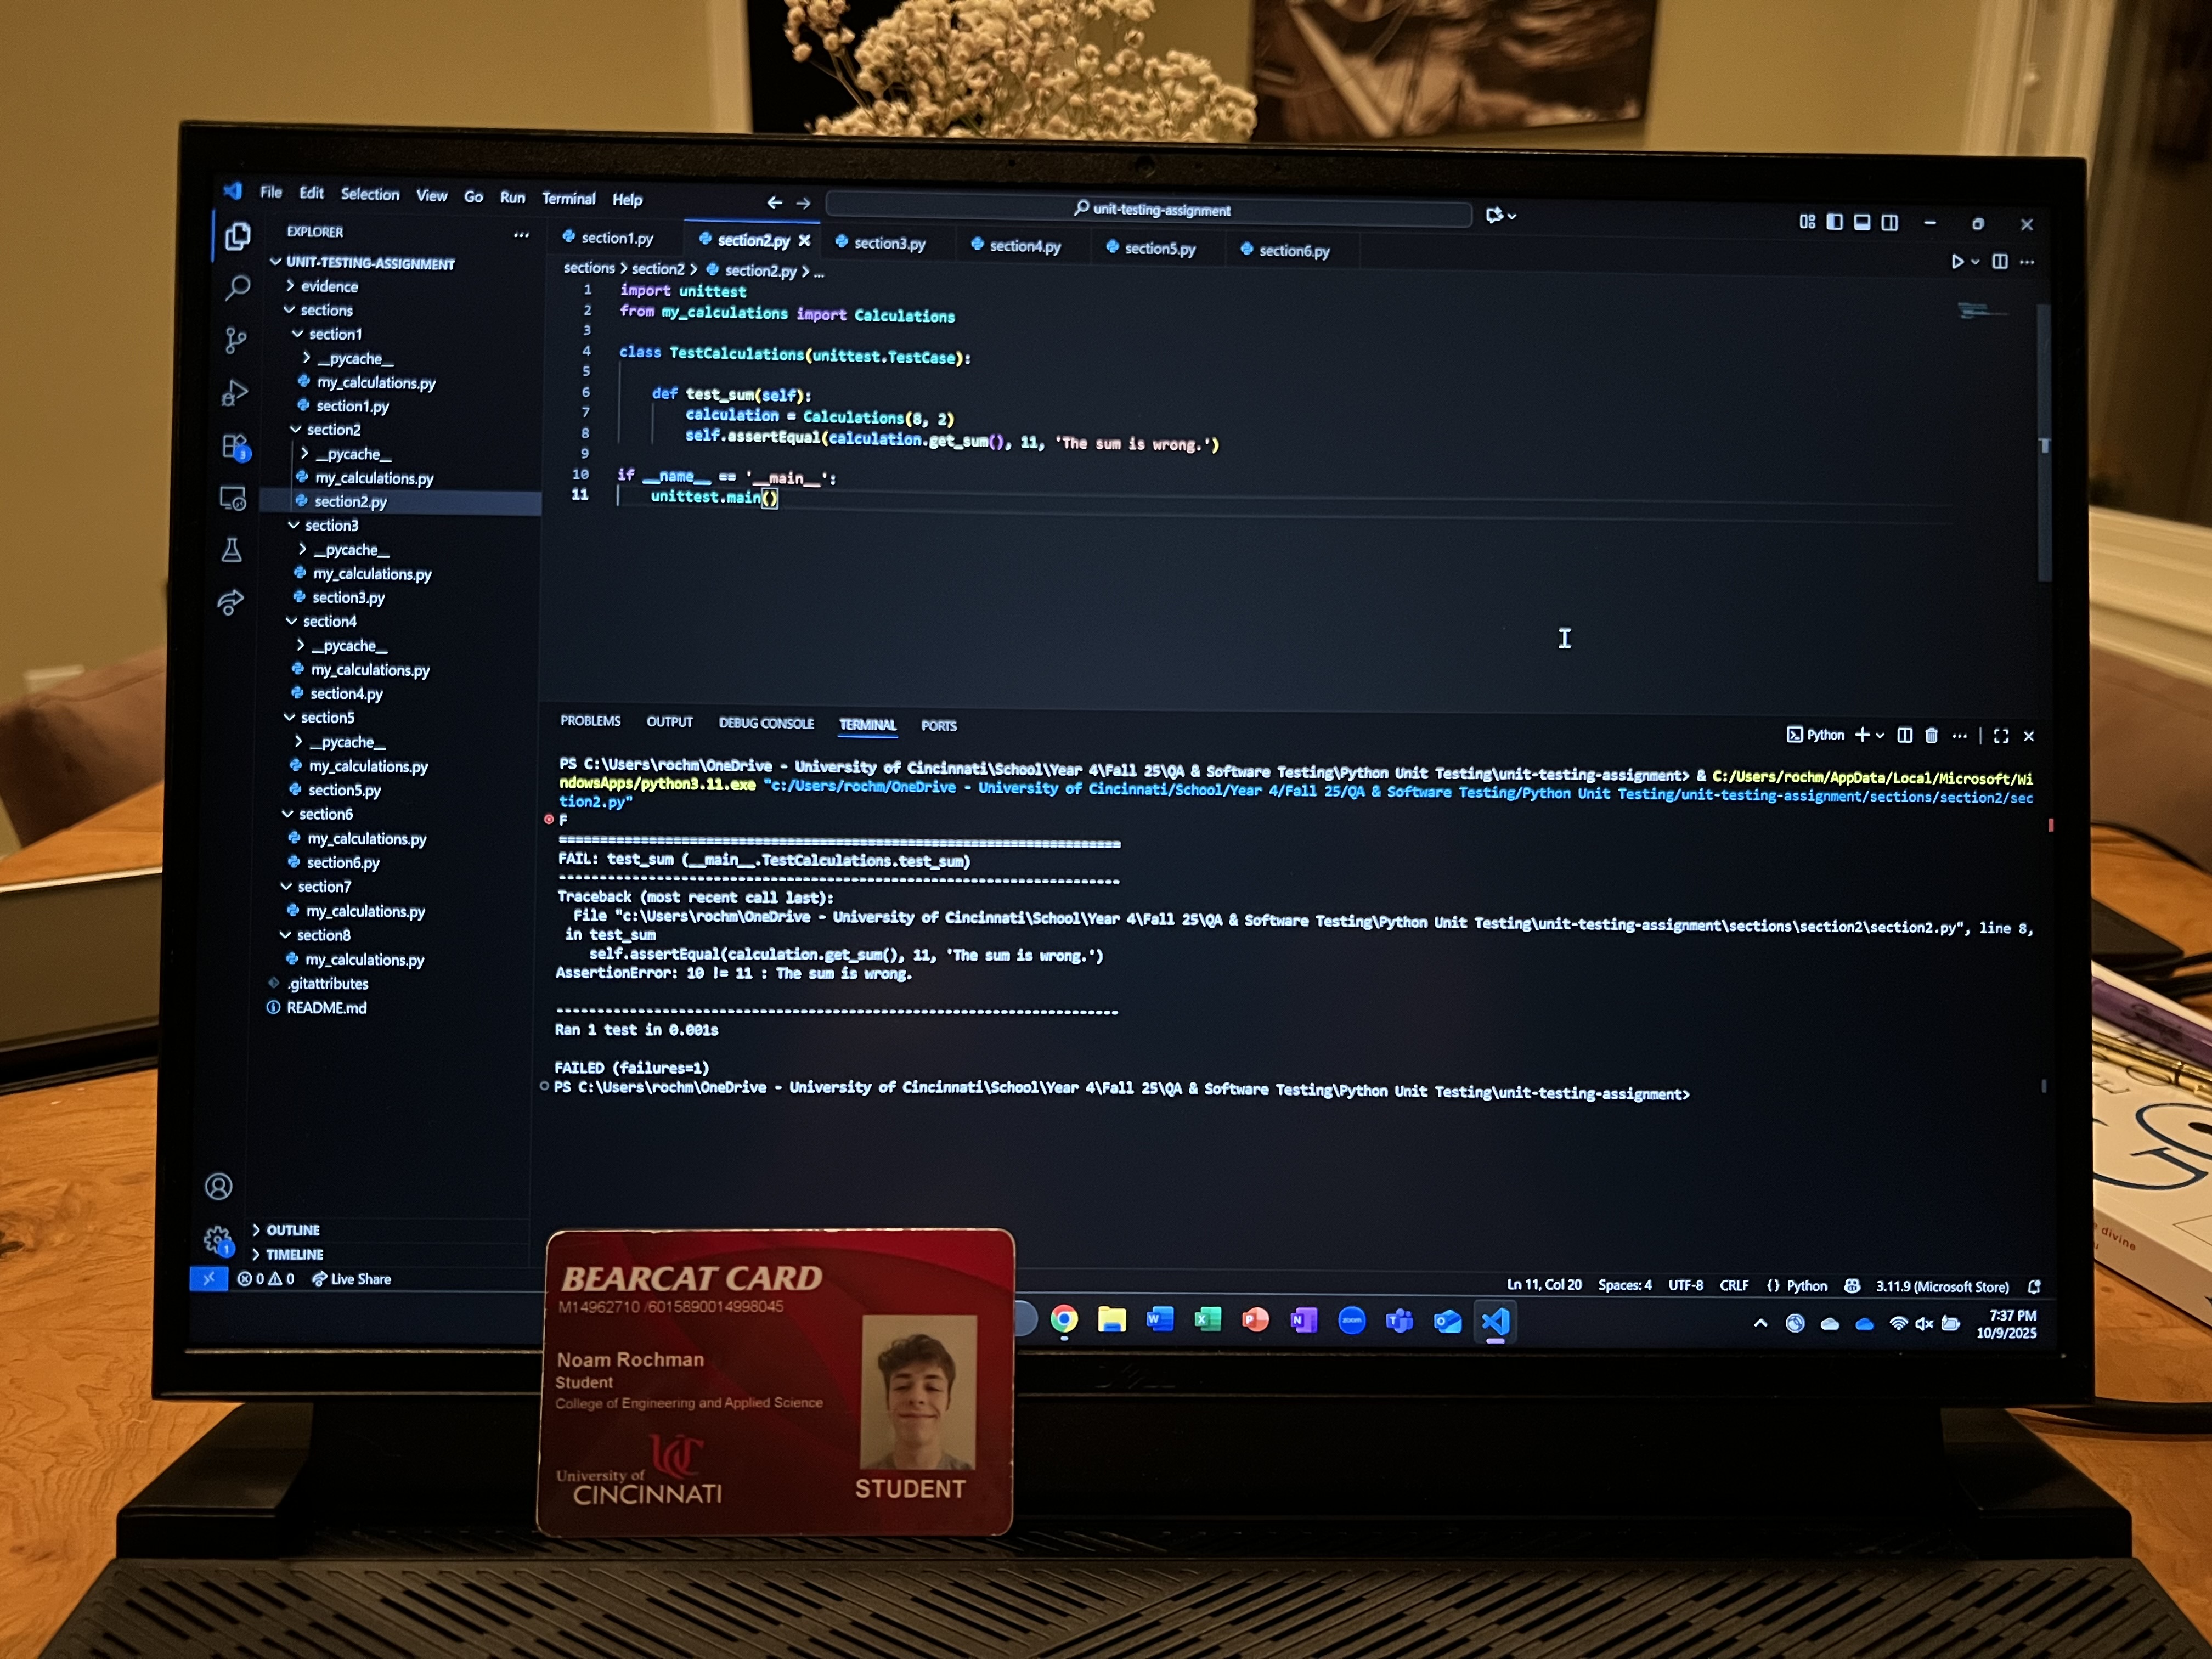 File Edit Selection View Go Run Terminal Help
unit-testing-assignment
EXPLORER
UNIT-TESTING-ASSIGNMENT
evidence
sections
section1
__pycache__
my_calculations.py
section1.py
section2
__pycache__
my_calculations.py
section2.py
section3
__pycache__
my_calculations.py
section3.py
section4
__pycache__
my_calculations.py
section4.py
section5
__pycache__
my_calculations.py
section5.py
section6
my_calculations.py
section6.py
section7
my_calculations.py
section8
my_calculations.py
.gitattributes
README.md
OUTLINE
TIMELINE
3
1
section1.py section2.py section3.py section4.py section5.py section6.py
sections > section2 > section2.py > ...
1 import unittest
2 from my_calculations import Calculations
3
4 class TestCalculations(unittest.TestCase):
5
6 def test_sum(self):
7 calculation = Calculations(8, 2)
8 self.assertEqual(calculation.get_sum(), 11, 'The sum is wrong.')
9
10 if __name__ == '__main__':
11 unittest.main()
PROBLEMS OUTPUT DEBUG CONSOLE TERMINAL PORTS
Python
PS C:\Users\rochm\OneDrive - University of Cincinnati\School\Year 4\Fall 25\QA & Software Testing\Python Unit Testing\unit-testing-assignment> & C:/Users/rochm/AppData/Local/Microsoft/Wi
ndowsApps/python3.11.exe "c:/Users/rochm/OneDrive - University of Cincinnati/School/Year 4/Fall 25/QA & Software Testing/Python Unit Testing/unit-testing-assignment/sections/section2/sec
tion2.py"
F
======================================================================
FAIL: test_sum (__main__.TestCalculations.test_sum)
----------------------------------------------------------------------
Traceback (most recent call last):
File "c:\Users\rochm\OneDrive - University of Cincinnati\School\Year 4\Fall 25\QA & Software Testing\Python Unit Testing\unit-testing-assignment\sections\section2\section2.py", line 8,
in test_sum
self.assertEqual(calculation.get_sum(), 11, 'The sum is wrong.')
AssertionError: 10 != 11 : The sum is wrong.
----------------------------------------------------------------------
Ran 1 test in 0.001s
FAILED (failures=1)
PS C:\Users\rochm\OneDrive - University of Cincinnati\School\Year 4\Fall 25\QA & Software Testing\Python Unit Testing\unit-testing-assignment>
0 0 Live Share
Ln 11, Col 20 Spaces: 4 UTF-8 CRLF {} Python 3.11.9 (Microsoft Store)
zoom
7:37 PM
10/9/2025
BEARCAT CARD
M14962710 /6015890014998045
Noam Rochman
Student
College of Engineering and Applied Science
UC
University of
CINCINNATI
STUDENT
divine